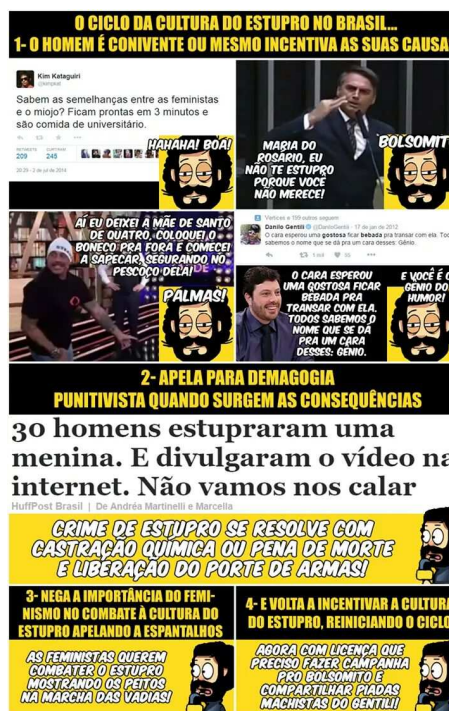 O CICLO DA CULTURA DO ESTUPRO NO BRASIL...
1- O HOMEM É CONIVENTE OU MESMO INCENTIVA AS SUAS CAUSA
Kim Kataguiri
Sabem as semelhanças entre as feministas
e o miojo? Ficam prontas em 3 minutos e
são comida de universitário.
209 245
HAHAHA! BOA!
MARIA DO
ROSÁRIO, EU
NÃO TE ESTUPRO
PORQUE VOCÊ
NÃO MERECE!
BOLSOMIT
AÍ EU DEIXEI A MÃE DE SANTO
DE QUATRO, COLOQUEI O
BONECO PRA FORA E COMECEI
A SAPECAR, SEGURANDO NO
PESCOÇO DELA!
PALMAS!
Danilo Gentili
O cara esperou uma gostosa ficar bebada pra transar com ela. Tod
sabemos o nome que se dá pra um cara desses: Gênio.
O CARA ESPEROU
UMA GOSTOSA FICAR
BEBADA PRA
TRANSAR COM ELA.
TODOS SABEMOS O
NOME QUE SE DÁ
PRA UM CARA
DESSES: GENIO.
E VOCÊ É O
GENIO DO
HUMOR!
2- APELA PARA DEMAGOGIA
PUNITIVISTA QUANDO SURGEM AS CONSEQUÊNCIAS
30 homens estupraram uma
menina. E divulgaram o vídeo na
internet. Não vamos nos calar
HuffPost Brasil | De Andréa Martinelli e Marcella
CRIME DE ESTUPRO SE RESOLVE COM
CASTRAÇÃO QUÍMICA OU PENA DE MORTE
E LIBERAÇÃO DO PORTE DE ARMAS!
3- NEGA A IMPORTÂNCIA DO FEMI-
NISMO NO COMBATE À CULTURA DO
ESTUPRO APELANDO A ESPANTALHOS
AS FEMINISTAS QUEREM
COMBATER O ESTUPRO
MOSTRANDO OS PEITOS
NA MARCHA DAS VADIAS!
4- E VOLTA A INCENTIVAR A CULTURA
DO ESTUPRO, REINICIANDO O CICLO
AGORA COM LICENÇA QUE
PRECISO FAZER CAMPANHA
PRO BOLSOMITO E
COMPARTILHAR PIADAS
MACHISTAS DO GENTILI!